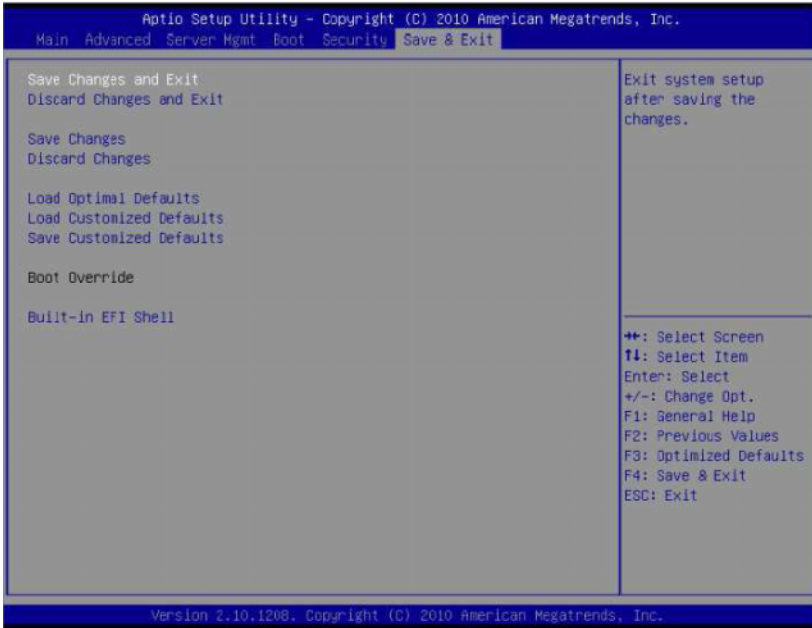 Aptio Setup Utility – Copyright (C) 2010 American Megatrends, Inc.
Main Advanced Server Mgmt Boot Security Save & Exit
Save Changes and Exit
Discard Changes and Exit
Save Changes
Discard Changes
Load Optimal Defaults
Load Customized Defaults
Save Customized Defaults
Boot Override
Built-in EFI Shell
Exit system setup
after saving the
changes.
→←: Select Screen
↑↓: Select Item
Enter: Select
+/-: Change Opt.
F1: General Help
F2: Previous Values
F3: Optimized Defaults
F4: Save & Exit
ESC: Exit
Version 2.10.1208. Copyright (C) 2010 American Megatrends, Inc.